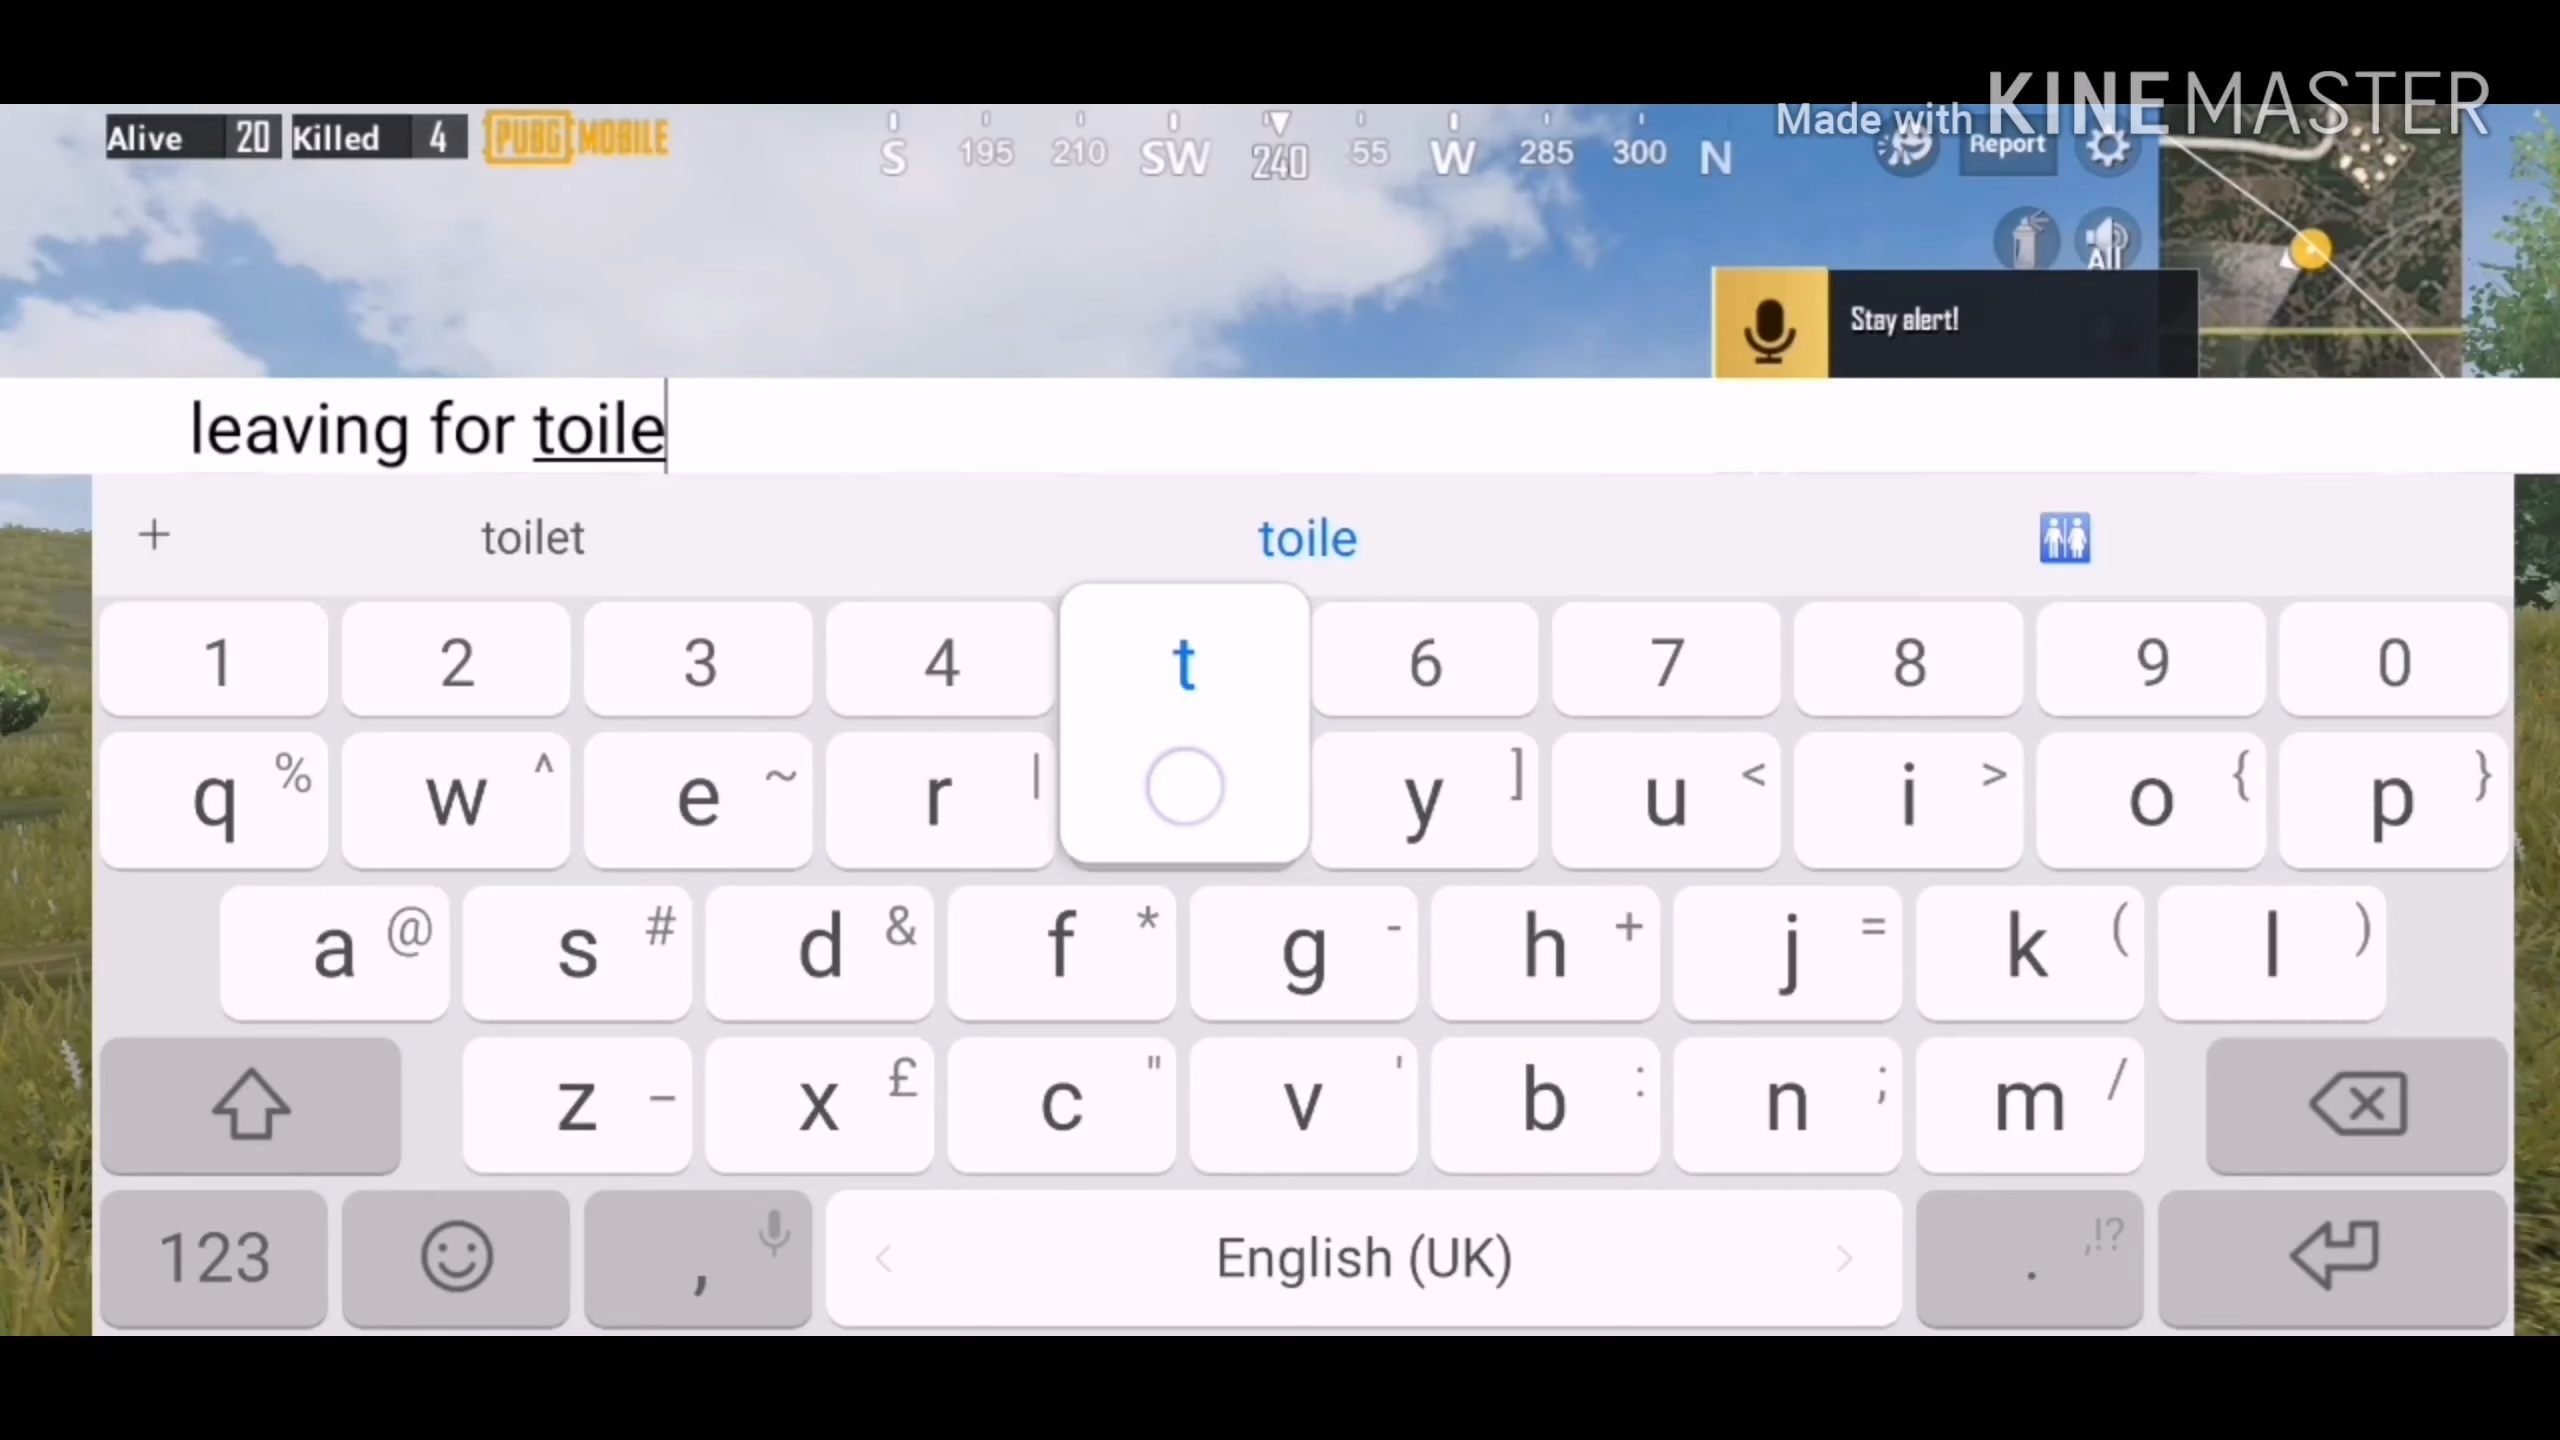 Made with KINEMASTER
Alive 20 Killed 4 PUBG MOBILE
S 195 210 SW 240 55 W 285 300 N
Report
All
Stay alert!
leaving for toile
+ toilet toile
1 2 3 4 t 6 7 8 9 0
q % w ^ e ~ r | y ] u < i > o { p }
a @ s # d & f * g - h + j = k ( l )
z _ x £ c " v ' b : n ; m /
123 , < English (UK) > . ,!?